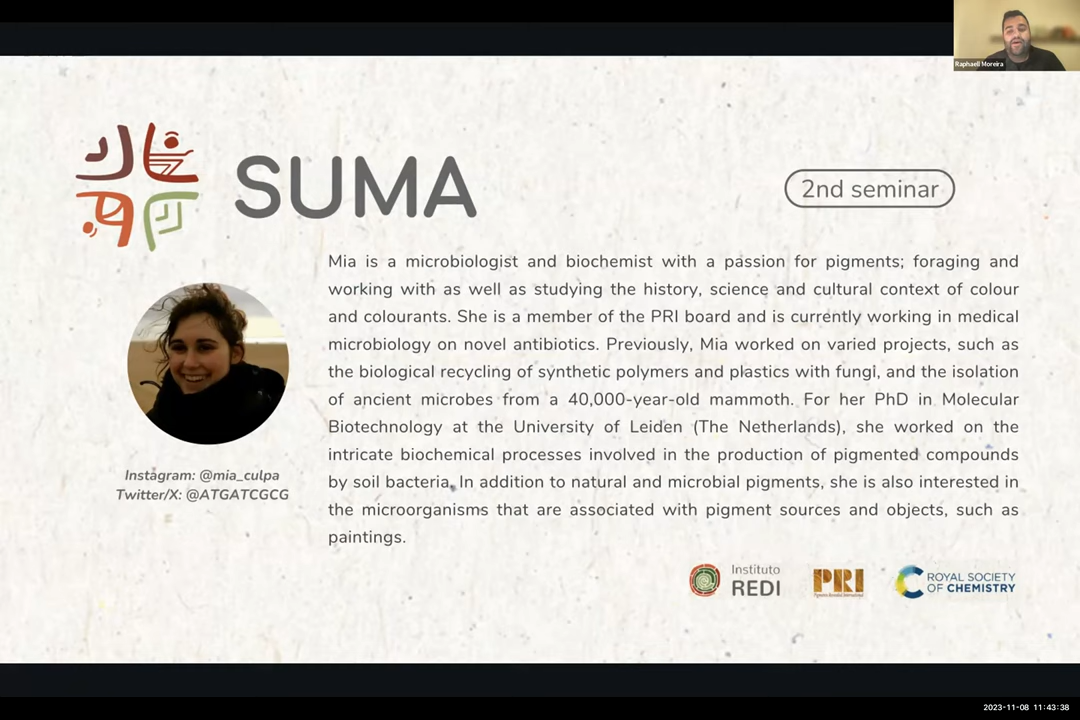 Raphaell Moreira
SUMA
2nd seminar
Mia is a microbiologist and biochemist with a passion for pigments; foraging and
working with as well as studying the history, science and cultural context of colour
and colourants. She is a member of the PRI board and is currently working in medical
microbiology on novel antibiotics. Previously, Mia worked on varied projects, such as
the biological recycling of synthetic polymers and plastics with fungi, and the isolation
of ancient microbes from a 40,000-year-old mammoth. For her PhD in Molecular
Biotechnology at the University of Leiden (The Netherlands), she worked on the
intricate biochemical processes involved in the production of pigmented compounds
by soil bacteria. In addition to natural and microbial pigments, she is also interested in
the microorganisms that are associated with pigment sources and objects, such as
paintings.
Instagram: @mia_culpa
Twitter/X: @ATGATCGCG
Instituto
REDI
PRI
Pigments Revealed International
ROYAL SOCIETY
OF CHEMISTRY
2023-11-08 11:43:38